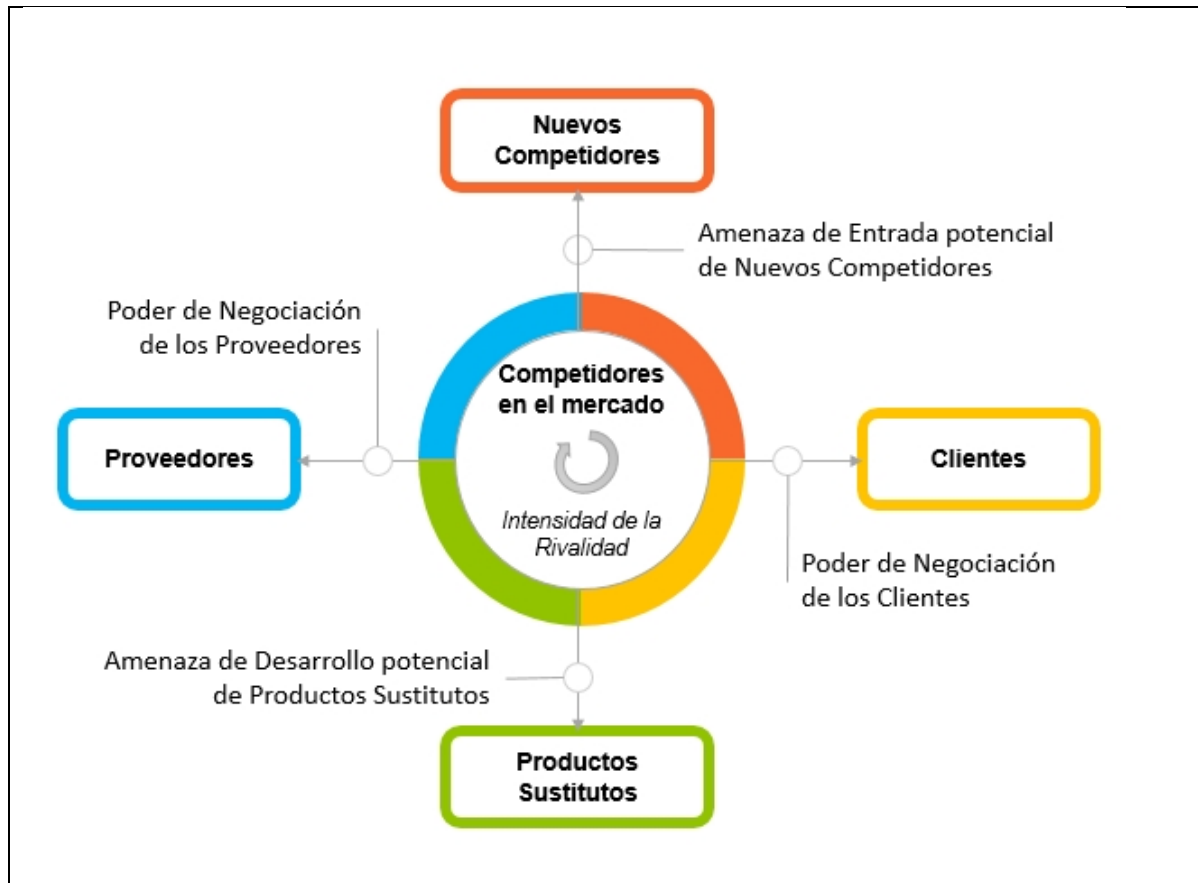 Nuevos
Competidores
Amenaza de Entrada potencial
de Nuevos Competidores
Poder de Negociación
de los Proveedores
Competidores
en el mercado
Proveedores
Clientes
Intensidad de la
Rivalidad
Poder de Negociación
de los Clientes
Amenaza de Desarrollo potencial
de Productos Sustitutos
Productos
Sustitutos